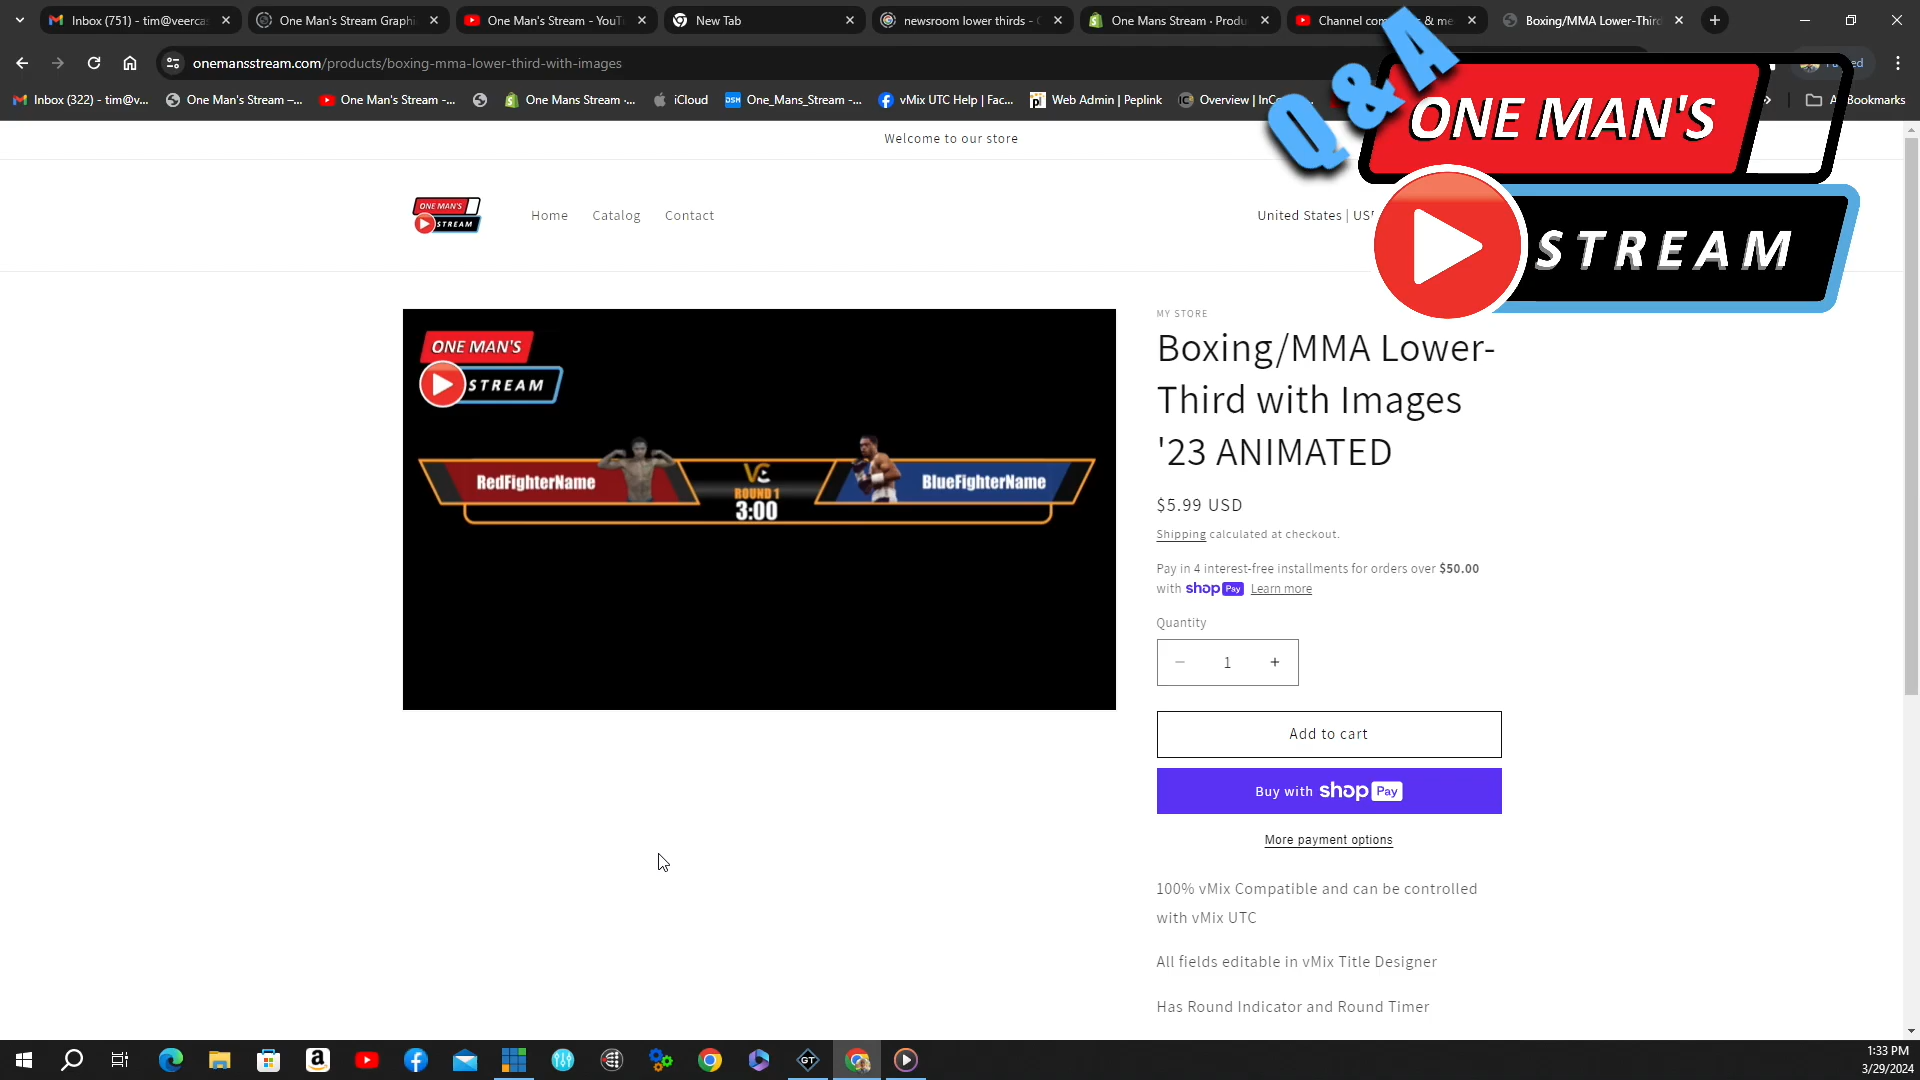 Inbox (751) - tim@veerca
One Man's Stream Graphi
One Man's Stream - YouTu
New Tab
newsroom lower thirds -
One Mans Stream · Produ
Channel com
& me
Boxing/MMA Lower-Third
onemansstream.com/products/boxing-mma-lower-third-with-images
Inbox (322) - tim@v...
One Man's Stream –...
One Man's Stream -...
One Mans Stream ·...
iCloud
One_Mans_Stream -...
vMix UTC Help | Fac...
Web Admin | Peplink
Overview | InCo
Bookmarks
Q & A
ONE MAN'S
STREAM
Welcome to our store
ONE MAN'S
STREAM
Home
Catalog
Contact
United States | USD
ONE MAN'S
STREAM
RedFighterName
VC
ROUND 1
3:00
BlueFighterName
MY STORE
Boxing/MMA Lower-
Third with Images
'23 ANIMATED
$5.99 USD
Shipping calculated at checkout.
Pay in 4 interest-free installments for orders over $50.00
with shop Pay Learn more
Quantity
− 1 +
Add to cart
Buy with shop Pay
More payment options
100% vMix Compatible and can be controlled
with vMix UTC
All fields editable in vMix Title Designer
Has Round Indicator and Round Timer
GT
1:33 PM
3/29/2024